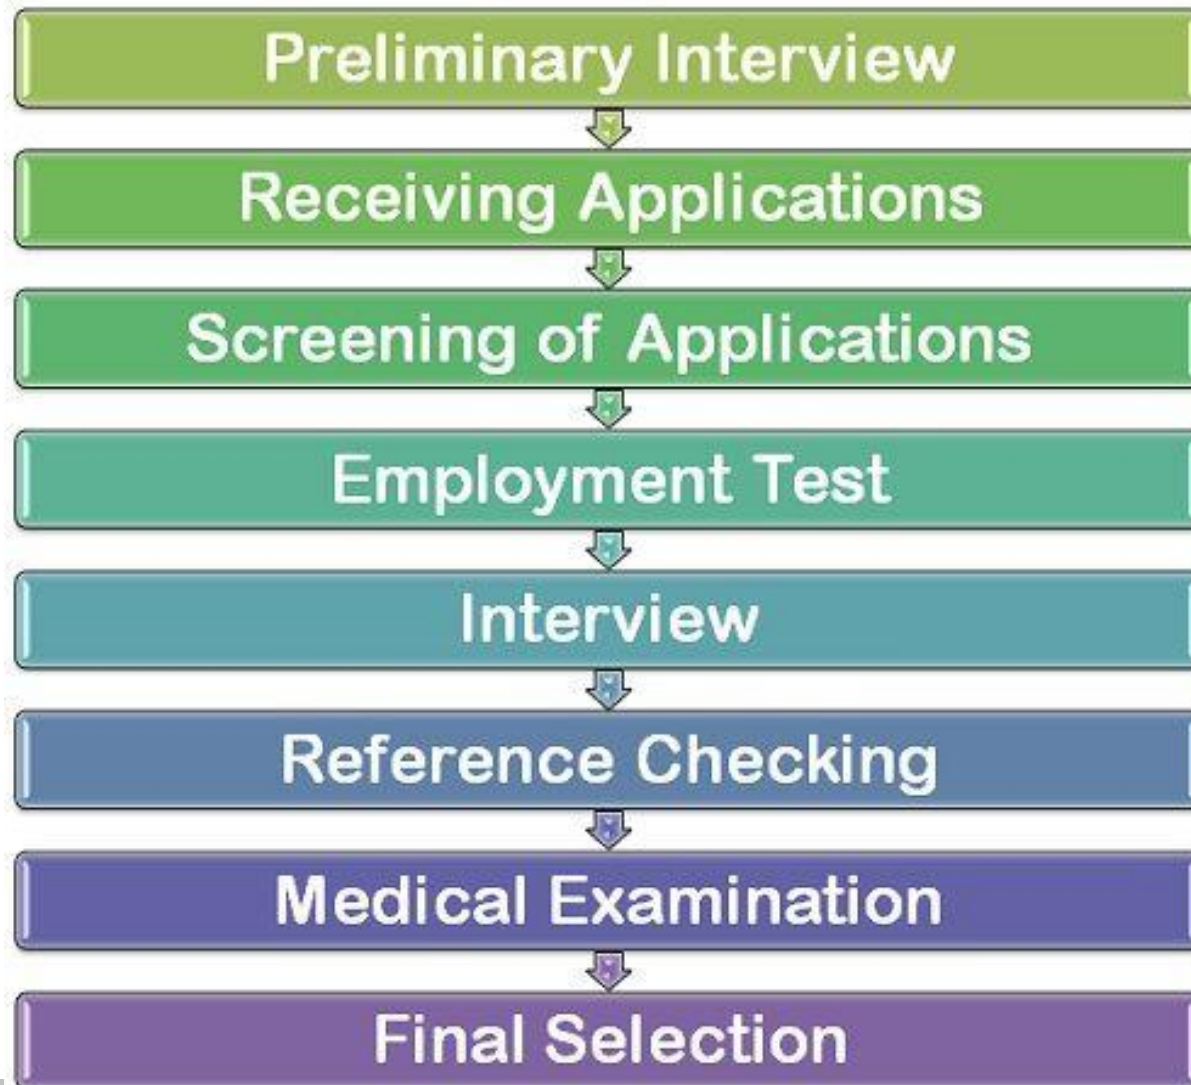 Preliminary Interview
Receiving Applications
Screening of Applications
Employment Test
Interview
Reference Checking
Medical Examination
Final Selection